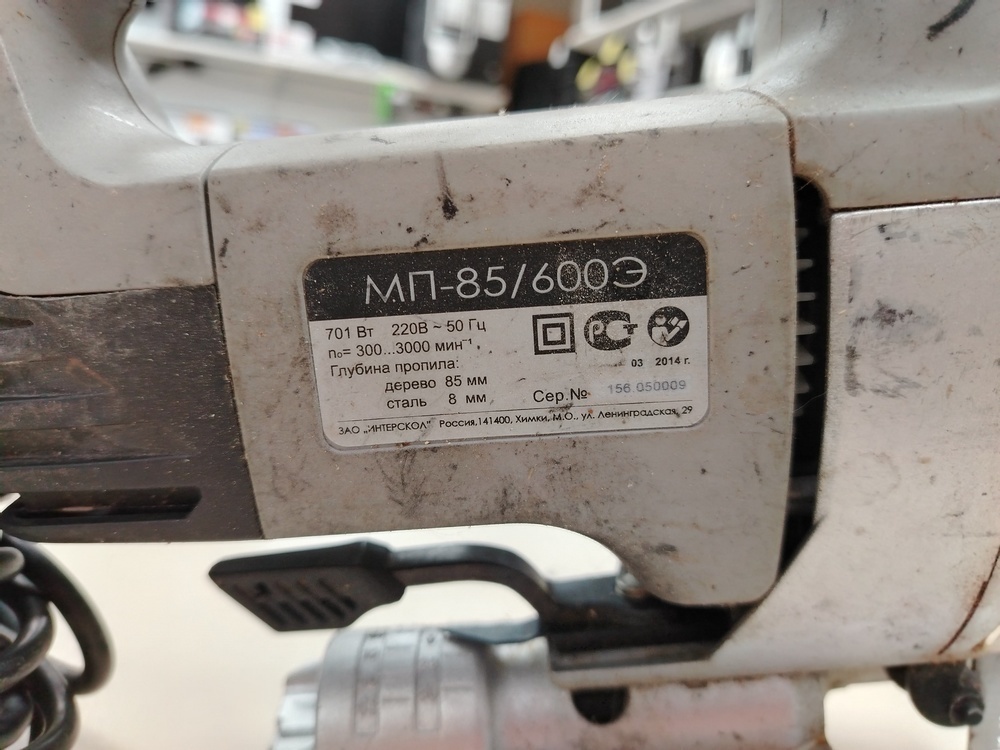 МП-85/600Э
701 Вт 220В ~ 50 Гц
n₀= 300...3000 мин⁻¹
Глубина пропила:
дерево 85 мм
сталь 8 мм
РСТ
03 2014 г.
Сер.№ 156.050009
ЗАО „ИНТЕРСКОЛ" Россия,141400, Химки, М.О., ул. Ленинградская, 29